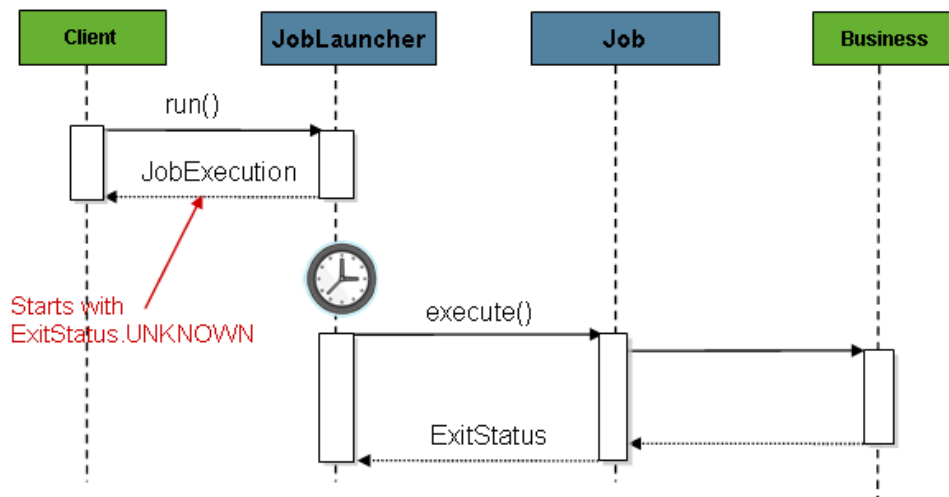 Client
JobLauncher
Job
Business
run()
JobExecution
Starts with
ExitStatus.UNKNOWN
execute()
ExitStatus